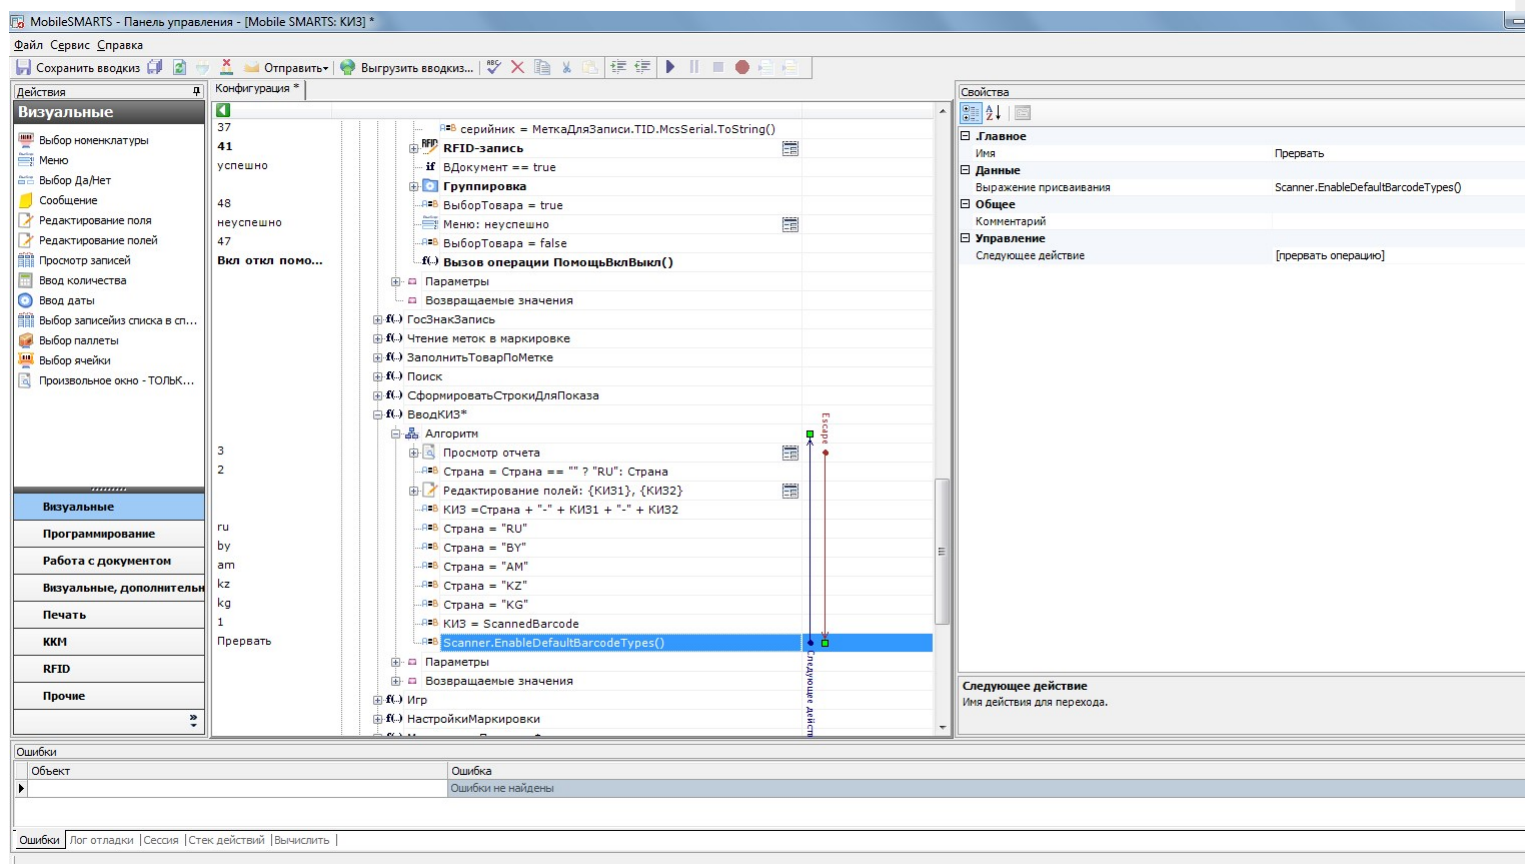 MobileSMARTS - Панель управления - [Mobile SMARTS: КИЗ] *
Файл Сервис Справка
Сохранить вводкиз Отправить Выгрузить вводкиз...
Действия
Визуальные
Выбор номенклатуры
Меню
Выбор Да/Нет
Сообщение
Редактирование поля
Редактирование полей
Просмотр записей
Ввод количества
Ввод даты
Выбор записейиз списка в сп...
Выбор паллеты
Выбор ячейки
Произвольное окно - ТОЛЬК...
Визуальные
Программирование
Работа с документом
Визуальные, дополнительн
Печать
ККМ
RFID
Прочие
Конфигурация *
37 серийник = МеткаДляЗаписи.TID.McsSerial.ToString()
41 RFID-запись
успешно if ВДокумент == true
Группировка
48 ВыборТовара = true
неуспешно Меню: неуспешно
47 ВыборТовара = false
Вкл откл помо... f(..) Вызов операции ПомощьВклВыкл()
Параметры
Возвращаемые значения
f(..) ГосЗнакЗапись
f(..) Чтение меток в маркировке
f(..) ЗаполнитьТоварПоМетке
f(..) Поиск
f(..) СформироватьСтрокиДляПоказа
f(..) ВводКИЗ*
Алгоритм
3 Просмотр отчета
2 Страна = Страна == "" ? "RU": Страна
Редактирование полей: {КИЗ1}, {КИЗ2}
КИЗ =Страна + "-" + КИЗ1 + "-" + КИЗ2
ru Страна = "RU"
by Страна = "BY"
am Страна = "AM"
kz Страна = "KZ"
kg Страна = "KG"
1 КИЗ = ScannedBarcode
Прервать Scanner.EnableDefaultBarcodeTypes()
Параметры
Возвращаемые значения
f(..) Игр
f(..) НастройкиМаркировки
Escape
Следующее дейст
Свойства
.Главное
Имя Прервать
Данные
Выражение присваивания Scanner.EnableDefaultBarcodeTypes()
Общее
Комментарий
Управление
Следующее действие [прервать операцию]
Следующее действие
Имя действия для перехода.
Ошибки
Объект Ошибка
Ошибки не найдены
Ошибки Лог отладки Сессия Стек действий Вычислить